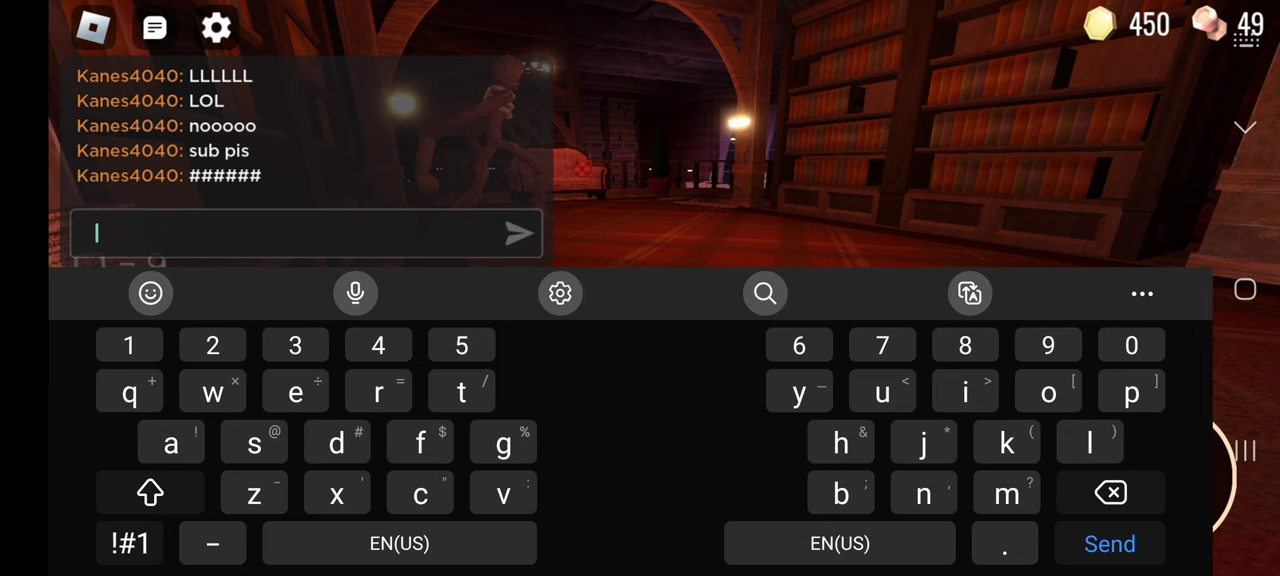 450
49
Kanes4040: LLLLLL
Kanes4040: LOL
Kanes4040: nooooo
Kanes4040: sub pis
Kanes4040: ######
1 2 3 4 5 6 7 8 9 0
q + w × e ÷ r = t / y _ u < i > o [ p ]
a ! s @ d # f $ g % h & j * k ( l )
z - x ' c " v : b ; n , m ?
!#1 - EN(US) EN(US) . Send